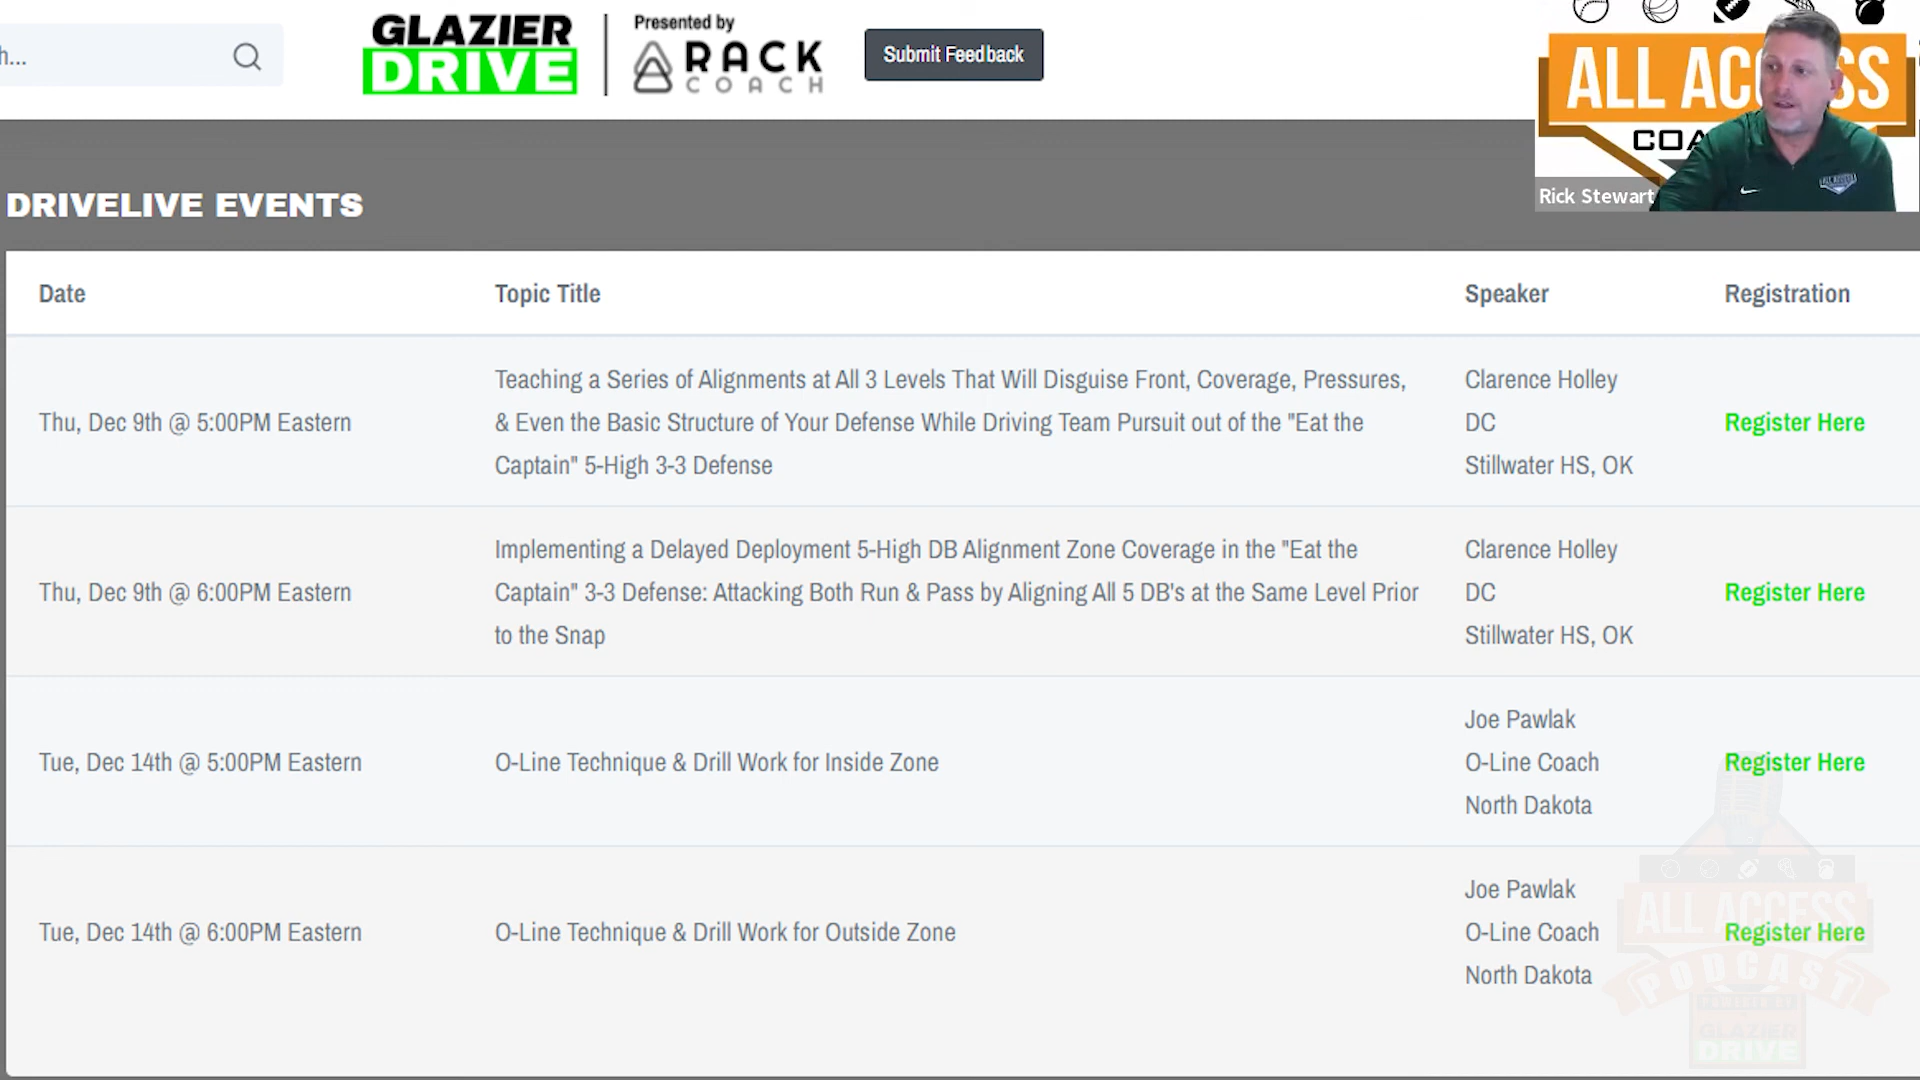 h...
GLAZIER
DRIVE
Presented by
RACK
COACH
Submit Feedback
ALL AC SS
COA
Rick Stewart
DRIVELIVE EVENTS
Date Topic Title Speaker Registration
Teaching a Series of Alignments at All 3 Levels That Will Disguise Front, Coverage, Pressures,
& Even the Basic Structure of Your Defense While Driving Team Pursuit out of the "Eat the
Captain" 5-High 3-3 Defense
Thu, Dec 9th @ 5:00PM Eastern
Clarence Holley
DC
Stillwater HS, OK
Register Here
Thu, Dec 9th @ 6:00PM Eastern
Implementing a Delayed Deployment 5-High DB Alignment Zone Coverage in the "Eat the
Captain" 3-3 Defense: Attacking Both Run & Pass by Aligning All 5 DB's at the Same Level Prior
to the Snap
Clarence Holley
DC
Stillwater HS, OK
Register Here
Tue, Dec 14th @ 5:00PM Eastern
O-Line Technique & Drill Work for Inside Zone
Joe Pawlak
O-Line Coach
North Dakota
Register Here
Tue, Dec 14th @ 6:00PM Eastern
O-Line Technique & Drill Work for Outside Zone
Joe Pawlak
O-Line Coach
North Dakota
Register Here
ALL ACCESS
PODCAST
POWERED BY
GLAZIER
DRIVE